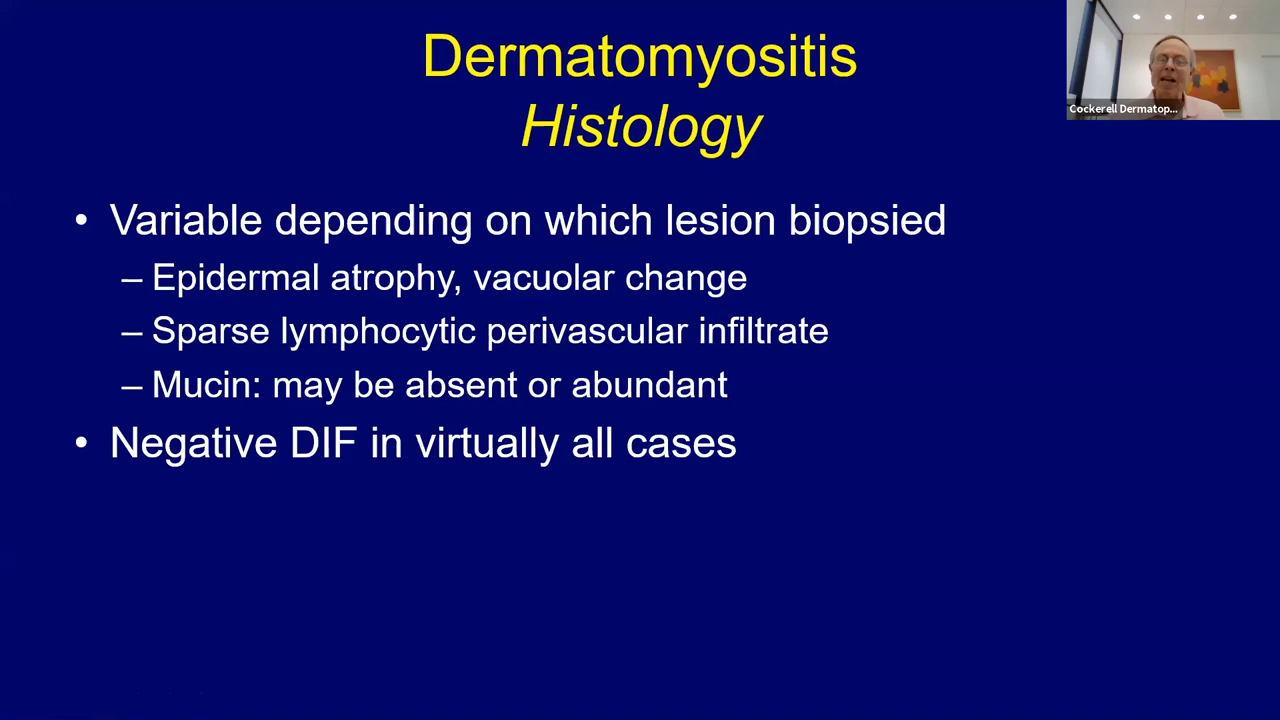 Dermatomyositis
Histology
Cockerell Dermatop...
• Variable depending on which lesion biopsied
– Epidermal atrophy, vacuolar change
– Sparse lymphocytic perivascular infiltrate
– Mucin: may be absent or abundant
• Negative DIF in virtually all cases